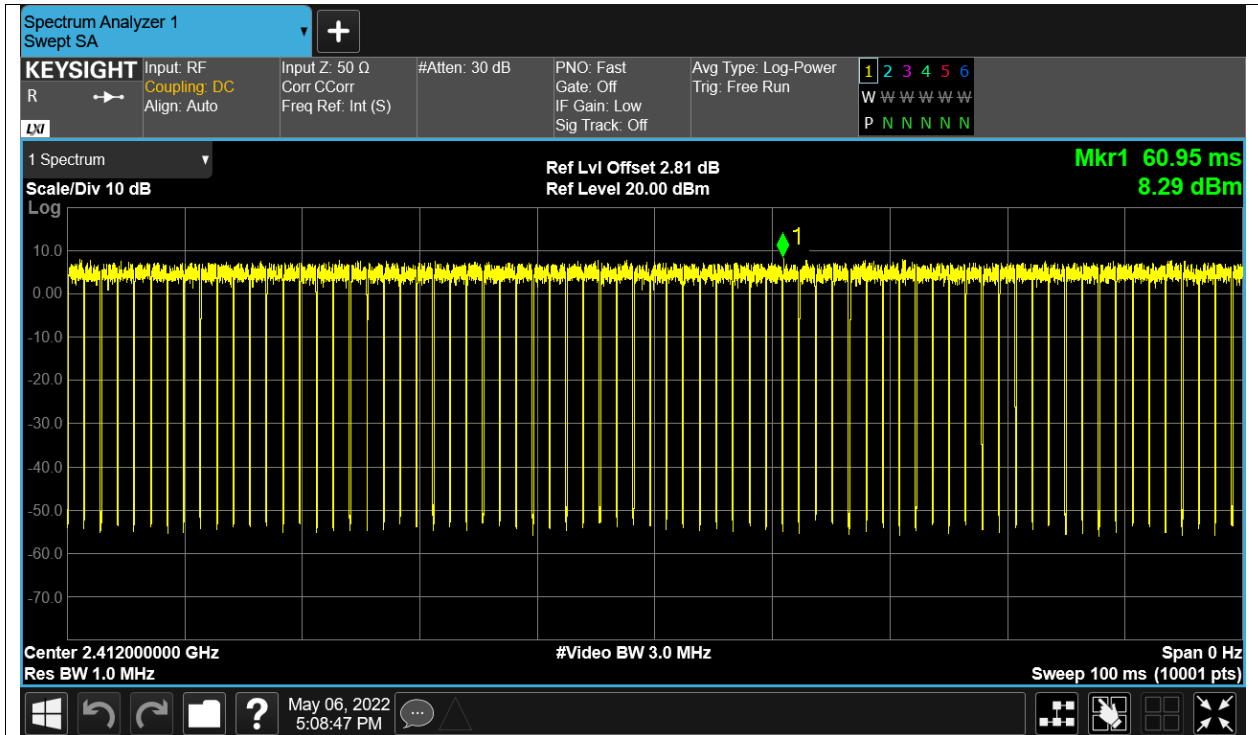 Spectrum Analyzer 1
Swept SA
+
KEYSIGHT
R
LXI
Input: RF
Coupling: DC
Align: Auto
Input Z: 50 Ω
Corr CCorr
Freq Ref: Int (S)
#Atten: 30 dB
PNO: Fast
Gate: Off
IF Gain: Low
Sig Track: Off
Avg Type: Log-Power
Trig: Free Run
1 2 3 4 5 6
W W W W W W
P N N N N N
1 Spectrum
Scale/Div 10 dB
Log
Ref Lvl Offset 2.81 dB
Ref Level 20.00 dBm
Mkr1 60.95 ms
8.29 dBm
1
10.0
0.00
-10.0
-20.0
-30.0
-40.0
-50.0
-60.0
-70.0
Center 2.412000000 GHz
Res BW 1.0 MHz
#Video BW 3.0 MHz
Span 0 Hz
Sweep 100 ms (10001 pts)
?
May 06, 2022
5:08:47 PM